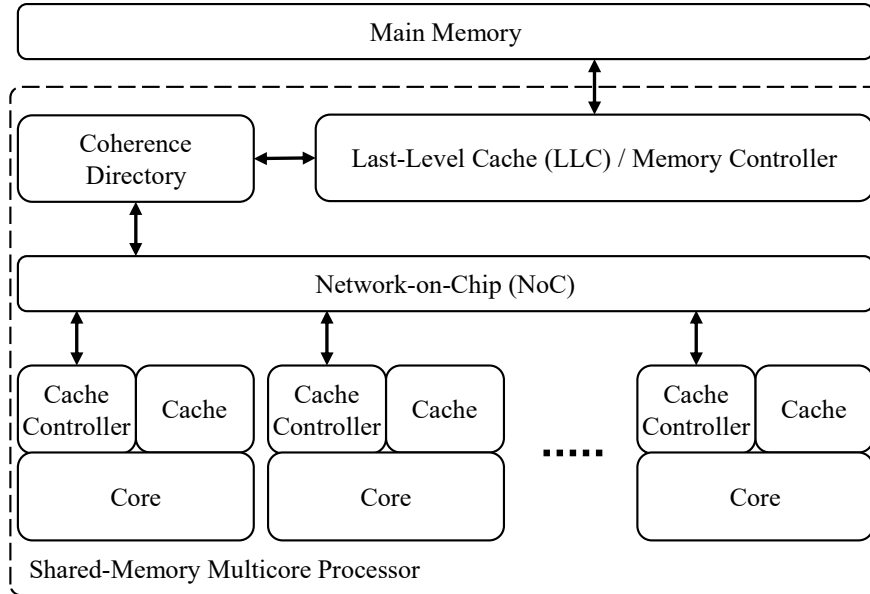 Main Memory
Coherence
Directory
Last-Level Cache (LLC) / Memory Controller
Network-on-Chip (NoC)
Cache
Controller
Cache
Core
Cache
Controller
Cache
Core
Cache
Controller
Cache
Core
Shared-Memory Multicore Processor